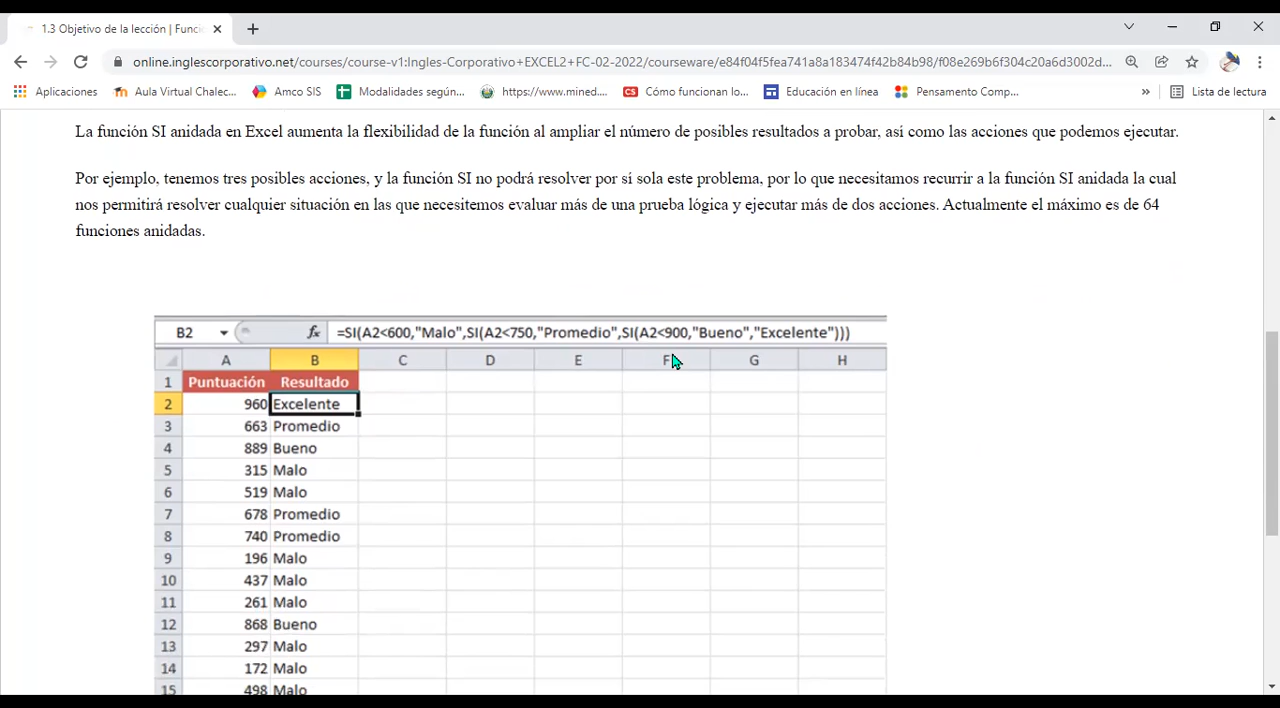 1.3 Objetivo de la lección | Funci
online.inglescorporativo.net/courses/course-v1:Ingles-Corporativo+EXCEL2+FC-02-2022/courseware/e84f04f5fea741a8a183474f42b84b98/f08e269b6f304c20a6d3002d...
Aplicaciones Aula Virtual Chalec... Amco SIS Modalidades según... https://www.mined.... CS Cómo funciona lo... Educación en línea Pensamento Comp... » Lista de lectura
La función SI anidada en Excel aumenta la flexibilidad de la función al ampliar el número de posibles resultados a probar, así como las acciones que podemos ejecutar.
Por ejemplo, tenemos tres posibles acciones, y la función SI no podrá resolver por sí sola este problema, por lo que necesitamos recurrir a la función SI anidada la cual
nos permitirá resolver cualquier situación en las que necesitemos evaluar más de una prueba lógica y ejecutar más de dos acciones. Actualmente el máximo es de 64
funciones anidadas.
B2 fx =SI(A2<600,"Malo",SI(A2<750,"Promedio",SI(A2<900,"Bueno","Excelente")))
A B C D E F G H
1 Puntuación Resultado
2 960 Excelente
3 663 Promedio
4 889 Bueno
5 315 Malo
6 519 Malo
7 678 Promedio
8 740 Promedio
9 196 Malo
10 437 Malo
11 261 Malo
12 868 Bueno
13 297 Malo
14 172 Malo
15 498 Malo